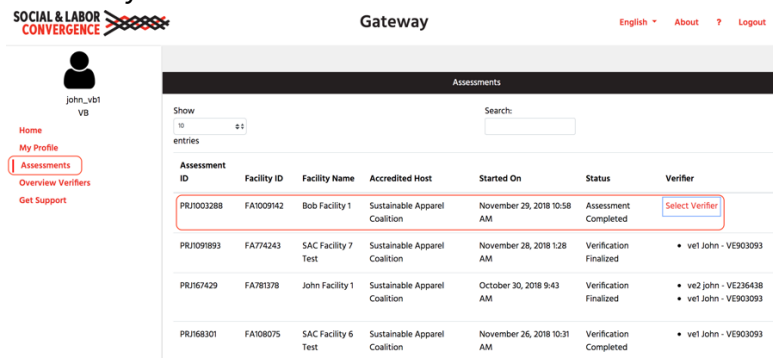 SOCIAL & LABOR
CONVERGENCE
Gateway
English About ? Logout
john_vb1
VB
Home
My Profile
Assessments
Overview Verifiers
Get Support
Assessments
Show
10
entries
Search:
Assessment
ID Facility ID Facility Name Accredited Host Started On Status Verifier
PRJ1003288 FA1009142 Bob Facility 1 Sustainable Apparel November 29, 2018 10:58 Assessment Select Verifier
Coalition AM Completed
PRJ1091893 FA774243 SAC Facility 7 Sustainable Apparel November 28, 2018 1:28 Verification • ve1 John - VE903093
Test Coalition AM Finalized
PRJ167429 FA781378 John Facility 1 Sustainable Apparel October 30, 2018 9:43 Verification • ve2 john - VE236438
Coalition AM Finalized • ve1 John - VE903093
PRJ168301 FA108075 SAC Facility 6 Sustainable Apparel November 26, 2018 10:31 Verification • ve1 John - VE903093
Test Coalition AM Completed